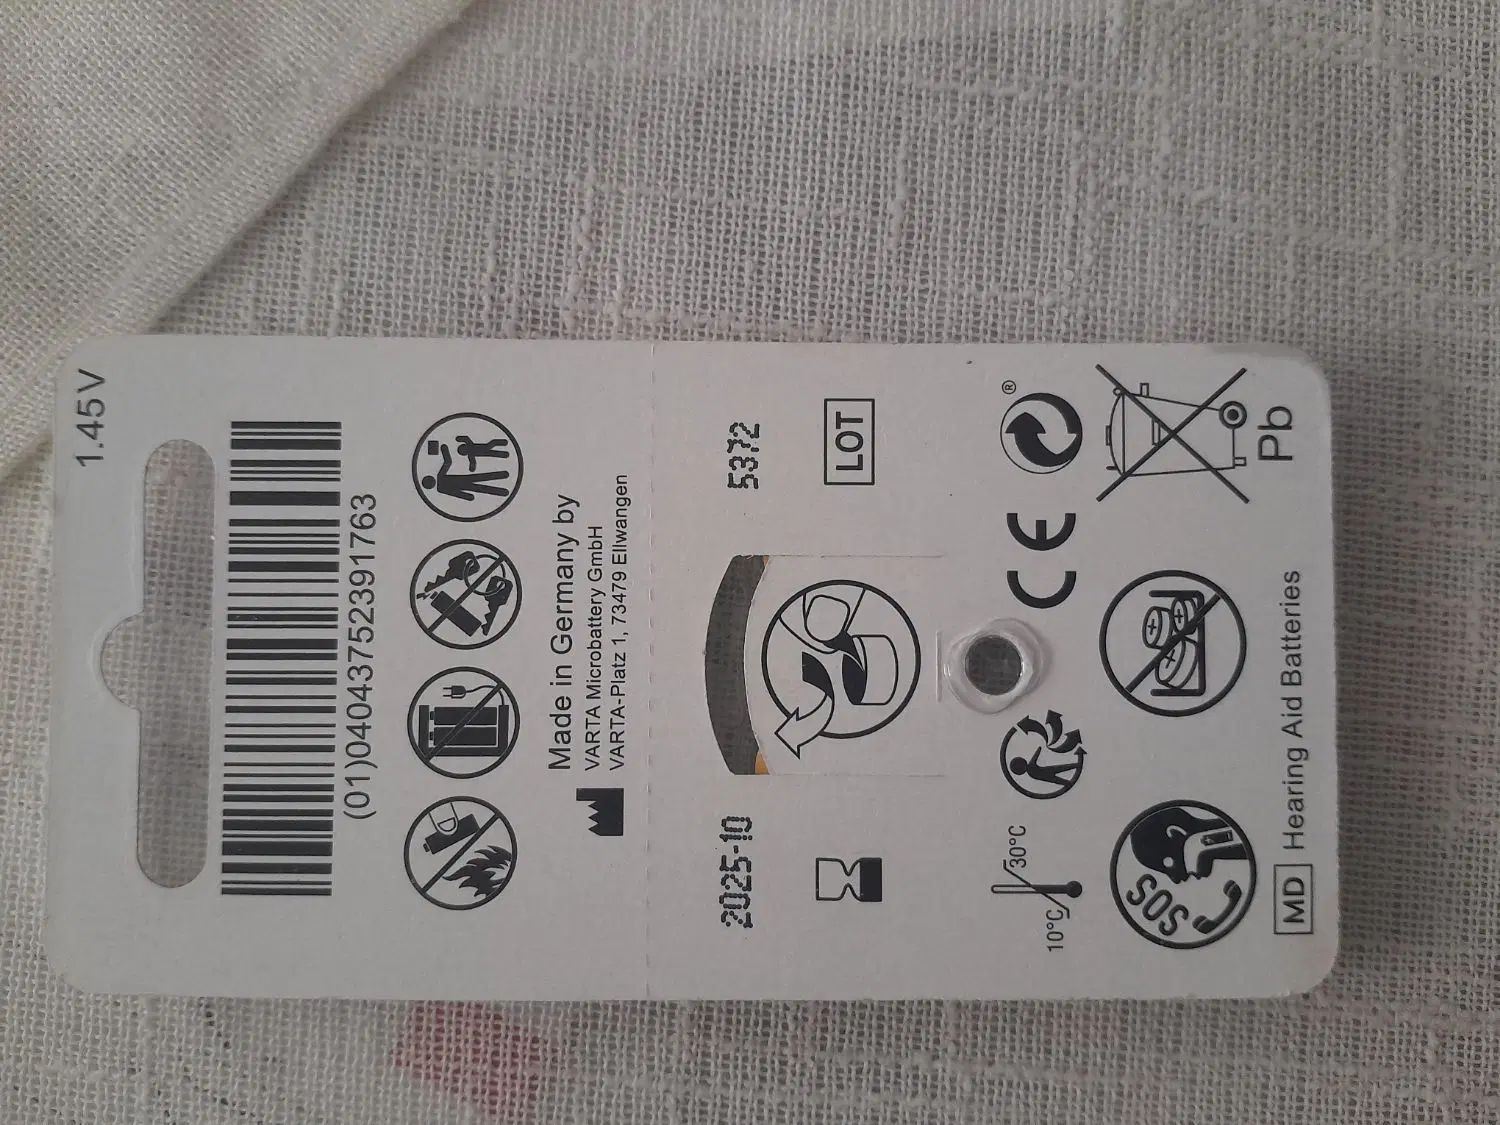 1.45V
(01)04043752391763
Made in Germany by
VARTA Microbattery GmbH
VARTA-Platz 1, 73479 Ellwangen
2025-10
5372
LOT
10°C
30°C
CE
®
SOS
Pb
MD Hearing Aid Batteries